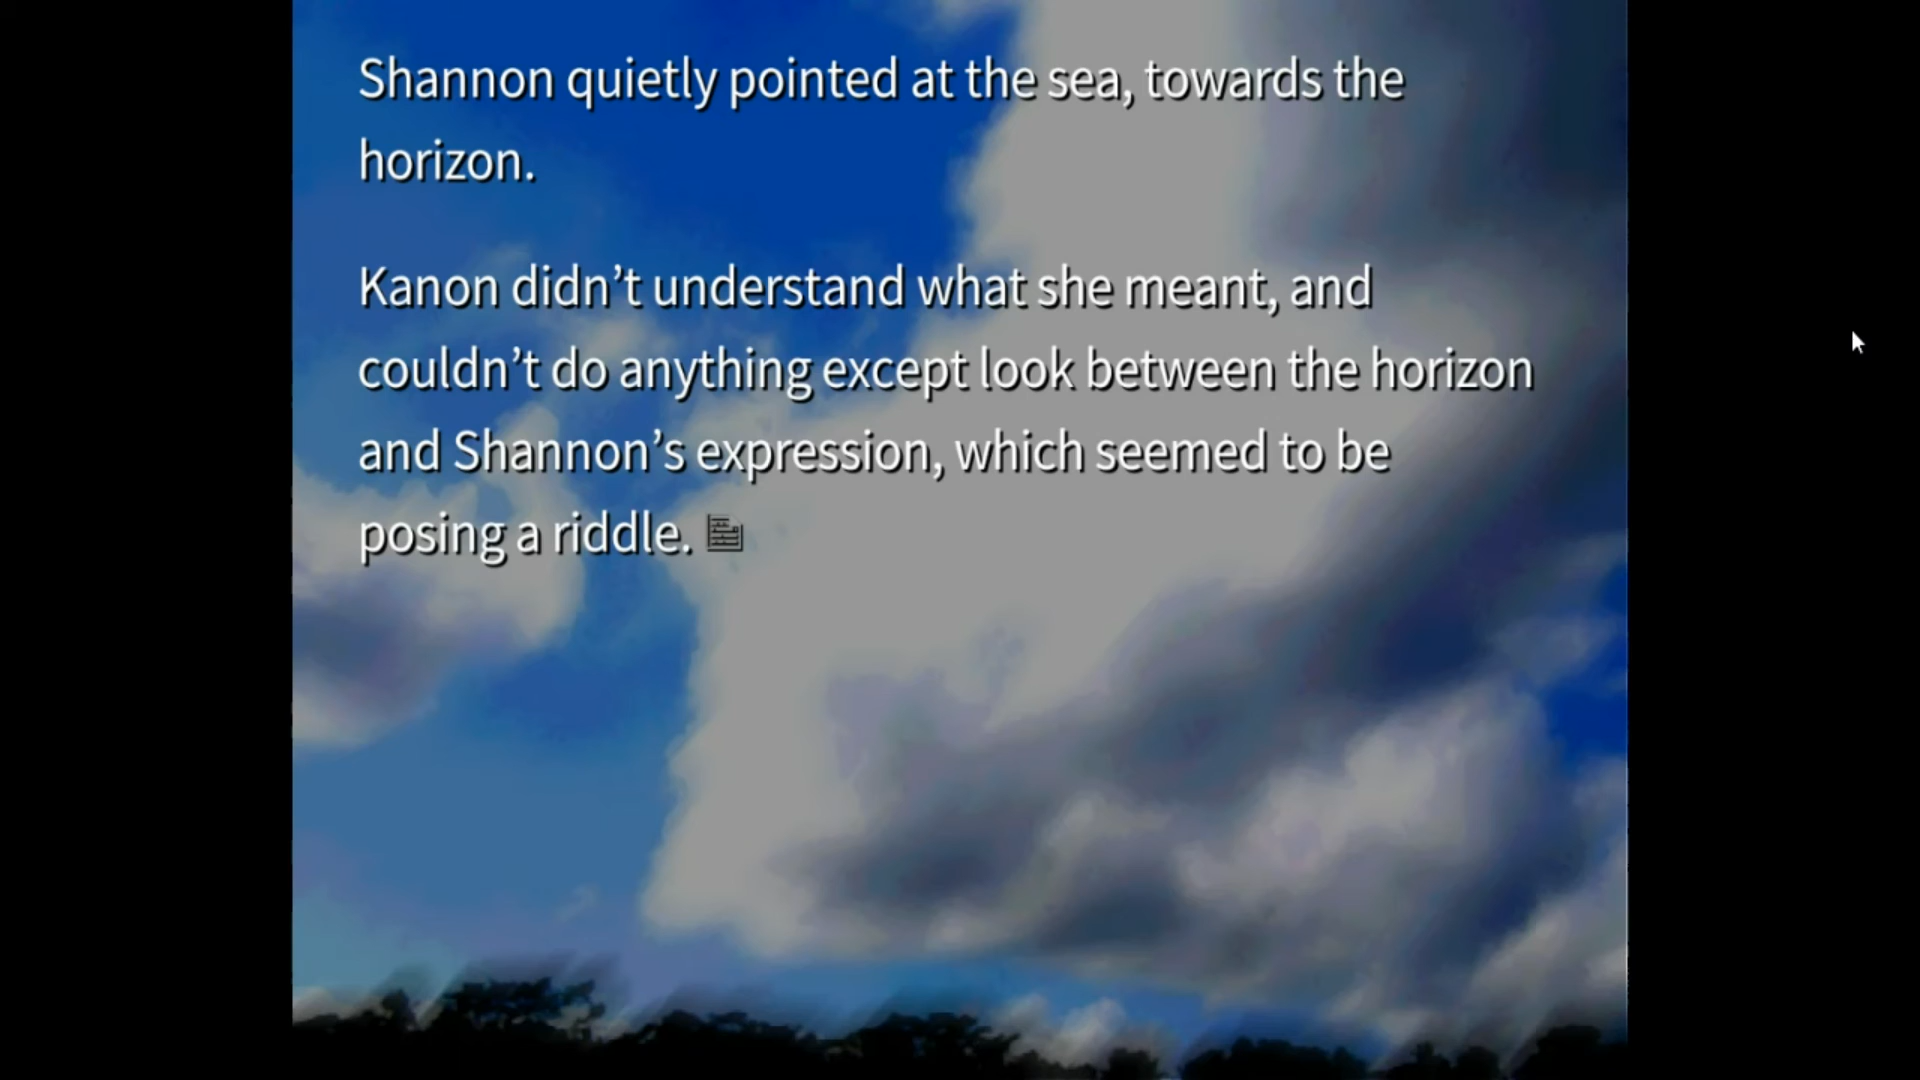 Shannon quietly pointed at the sea, towards the
horizon.
Kanon didn’t understand what she meant, and
couldn’t do anything except look between the horizon
and Shannon’s expression, which seemed to be
posing a riddle.